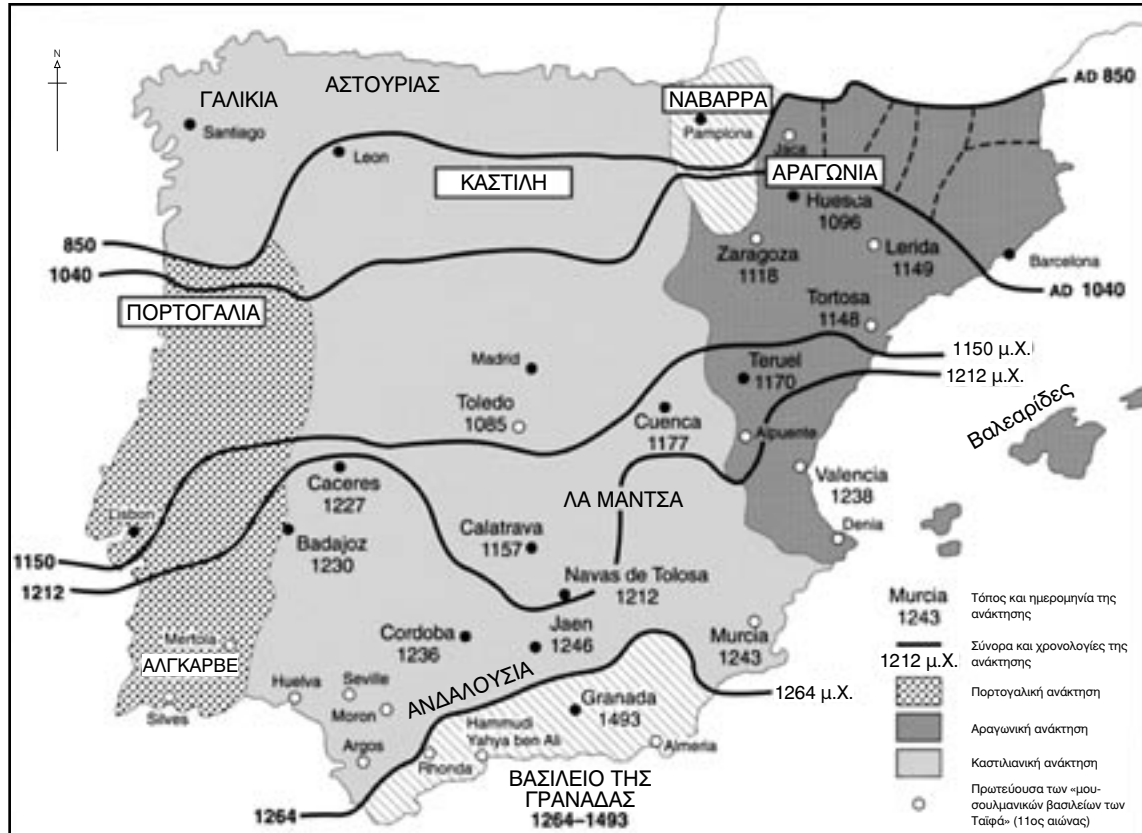 N
ΓΑΛΙΚΙΑ
ΑΣΤΟΥΡΙΑΣ
ΝΑΒΑΡΡΑ
AD 850
Santiago
Leon
Pamplona
Jaca
ΚΑΣΤΙΛΗ
ΑΡΑΓΩΝΙΑ
Huesca
1096
850
1040
Zaragoza
1118
Lerida
1149
Barcelona
AD 1040
ΠΟΡΤΟΓΑΛΙΑ
Tortosa
1148
Madrid
Teruel
1170
1150 μ.Χ.
1212 μ.Χ.
Toledo
1085
Cuenca
1177
Alpuente
Βαλεαρίδες
Caceres
1227
ΛΑ ΜΑΝΤΣΑ
Valencia
1238
Lisbon
Badajoz
1230
Calatrava
1157
Denia
1150
1212
Navas de Tolosa
1212
Mertola
ΑΛΓΚΑΡΒΕ
Cordoba
1236
Jaen
1246
Murcia
1243
Silves
Huelva
Seville
Moron
ΑΝΔΑΛΟΥΣΙΑ
1264 μ.Χ.
Granada
1493
Argos
Rhonda
Hammudi
Yahya ben Ali
Almeria
1264
ΒΑΣΙΛΕΙΟ ΤΗΣ
ΓΡΑΝΑΔΑΣ
1264–1493
Murcia
1243
Τόπος και ημερομηνία της
ανάκτησης
1212 μ.Χ.
Σύνορα και χρονολογίες της
ανάκτησης
Πορτογαλική ανάκτηση
Αραγωνική ανάκτηση
Καστιλιανική ανάκτηση
Πρωτεύουσα των «μου-
σουλμανικών βασιλείων των
Ταϊφά» (11ος αιώνας)